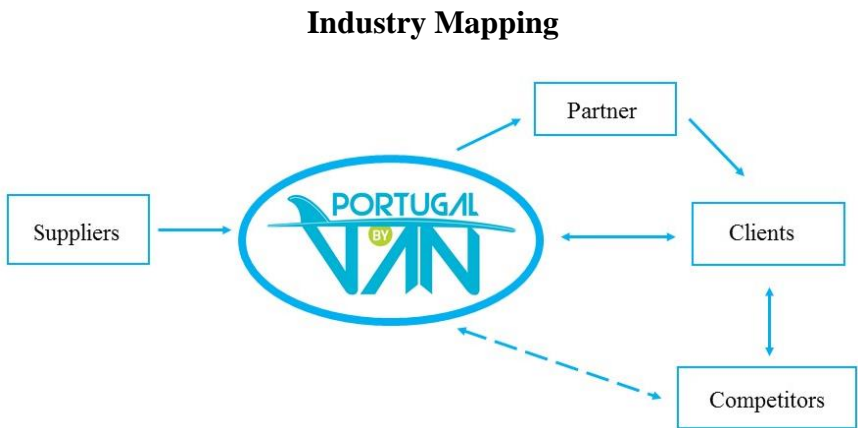 Industry Mapping
Partner
Suppliers
PORTUGAL
BY
VAN
Clients
Competitors